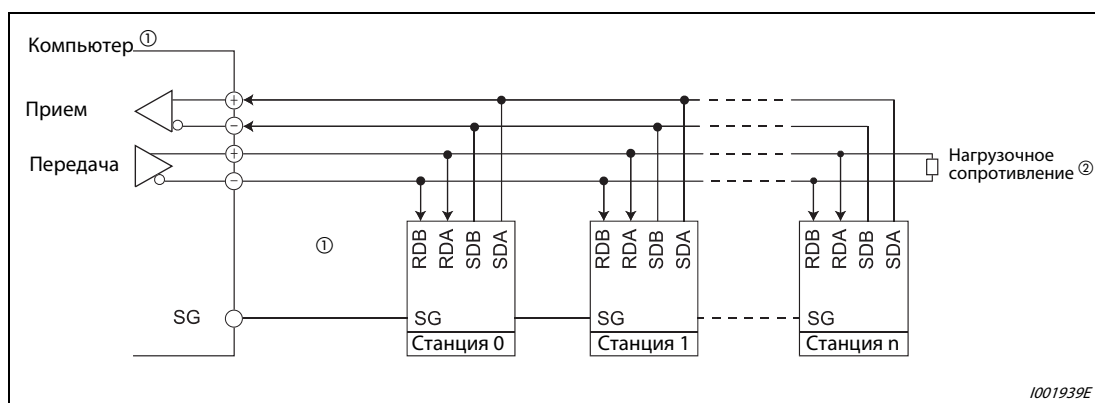 Компьютер ①
Прием
+
−
Передача
+
−
Нагрузочное
сопротивление ②
①
RDB
RDA
SDB
SDA
RDB
RDA
SDB
SDA
RDB
RDA
SDB
SDA
SG
SG
SG
SG
Станция 0
Станция 1
Станция n
I001939E